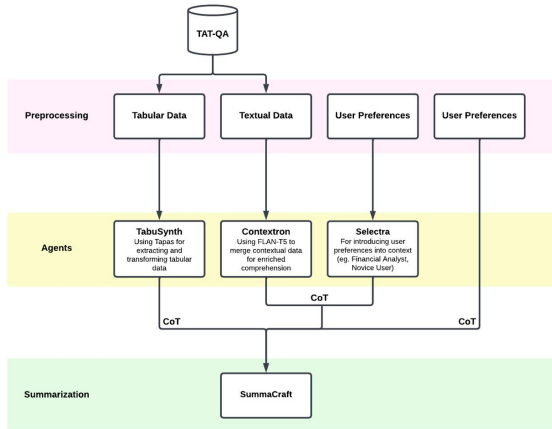 TAT-QA
Preprocessing
Tabular Data
Textual Data
User Preferences
User Preferences
Agents
TabuSynth
Using Tapas for
extracting and
transforming tabular
data
Contextron
Using FLAN-T5 to
merge contextual data
for enriched
comprehension
Selectra
For introducing user
preferences into context
(eg. Financial Analyst,
Novice User)
CoT
CoT
CoT
Summarization
SummaCraft